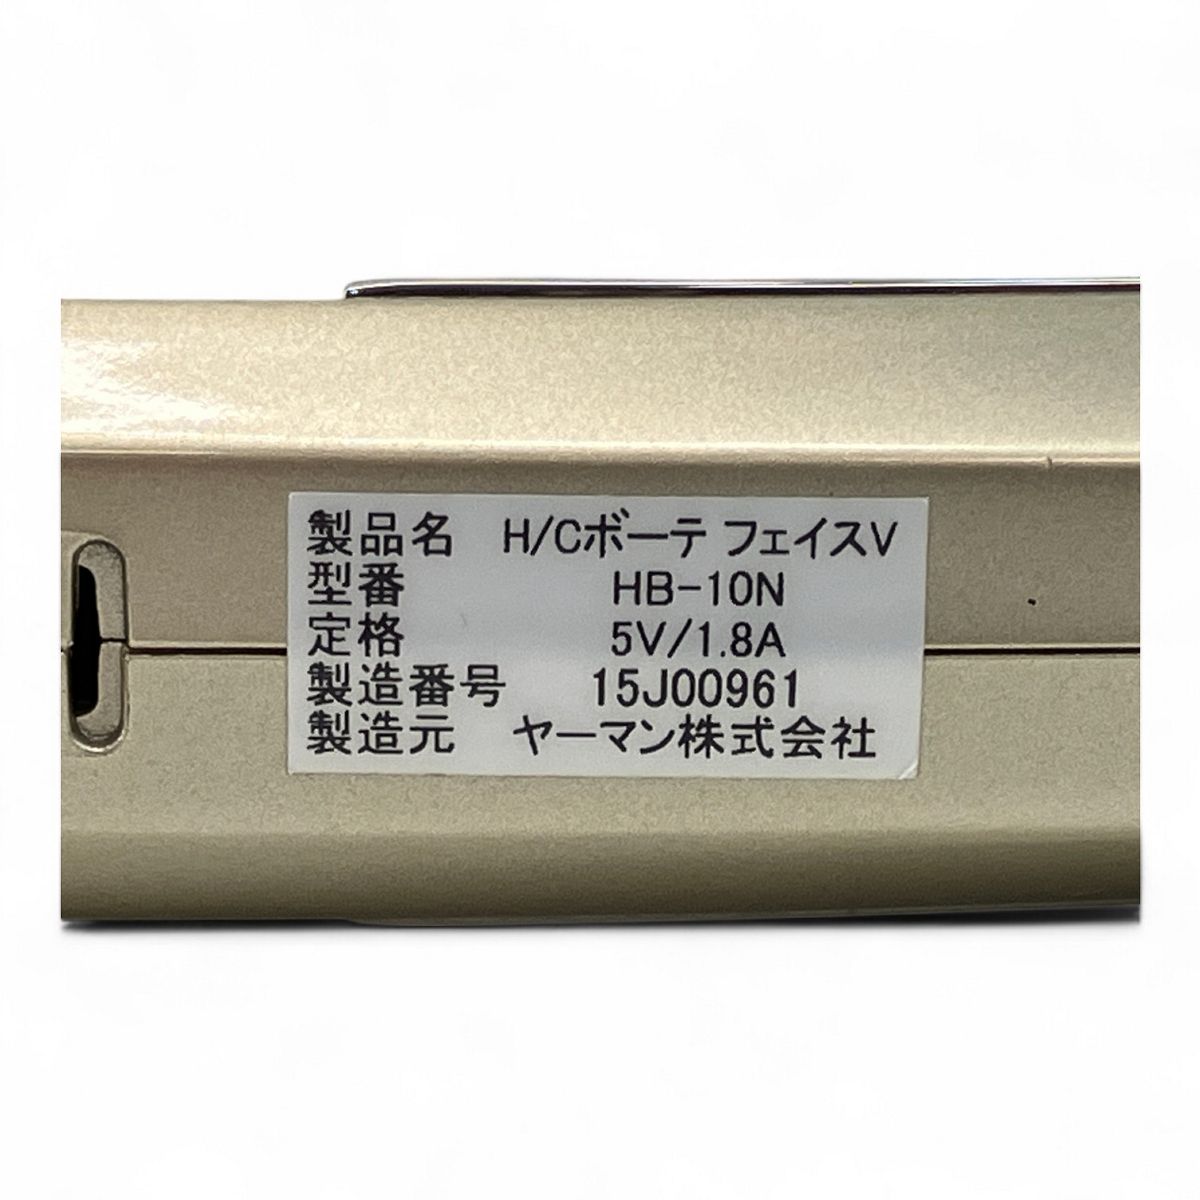 製品名 H/Cボーテ フェイスV
型番 HB-10N
定格 5V/1.8A
製造番号 15J00961
製造元 ヤーマン株式会社